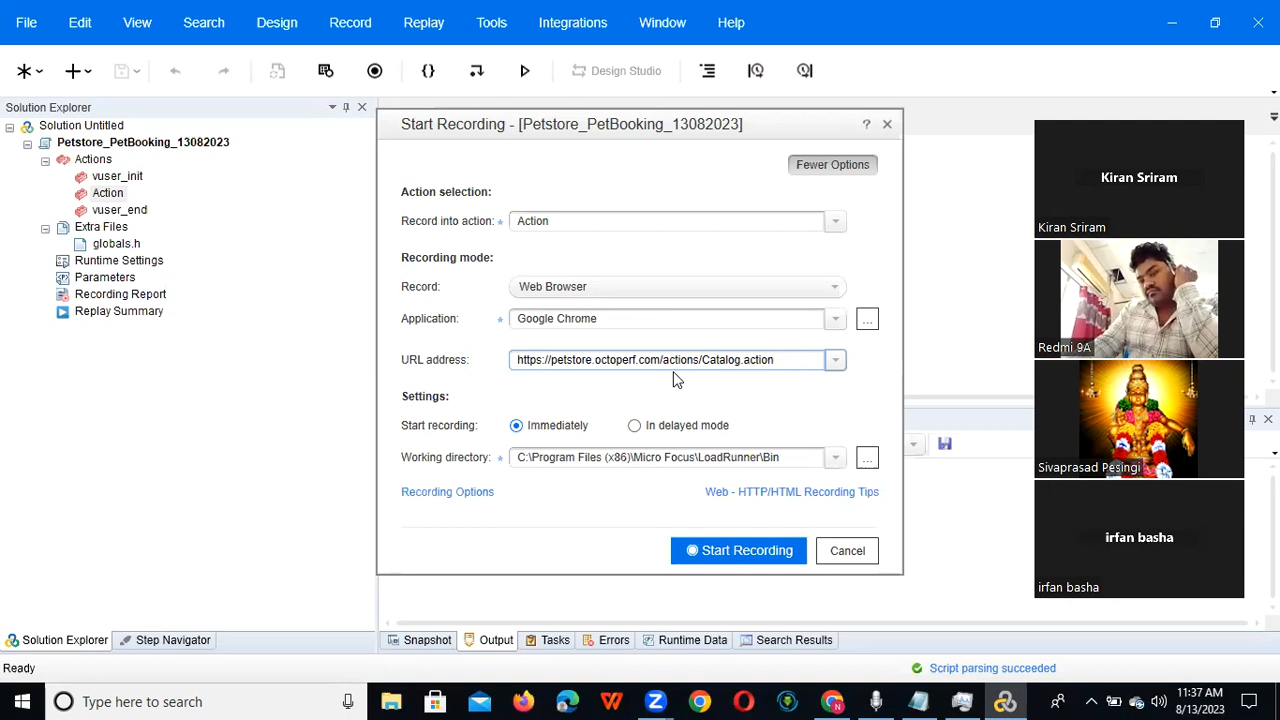 File Edit View Search Design Record Replay Tools Integrations Window Help
Design Studio
Solution Explorer
Solution Untitled
Petstore_PetBooking_13082023
Actions
vuser_init
Action
vuser_end
Extra Files
globals.h
Runtime Settings
Parameters
Recording Report
Replay Summary
Start Recording - [Petstore_PetBooking_13082023]
?
Fewer Options
Action selection:
Record into action: * Action
Recording mode:
Record: Web Browser
Application: * Google Chrome ...
URL address: https://petstore.octoperf.com/actions/Catalog.action
Settings:
Start recording: Immediately In delayed mode
Working directory: * C:\Program Files (x86)\Micro Focus\LoadRunner\Bin ...
Recording Options Web - HTTP/HTML Recording Tips
Start Recording Cancel
Kiran Sriram
Kiran Sriram
Redmi 9A
Sivaprasad Pesingi
irfan basha
irfan basha
Solution Explorer Step Navigator
Snapshot Output Tasks Errors Runtime Data Search Results
Ready
Script parsing succeeded
Type here to search
11:37 AM
8/13/2023